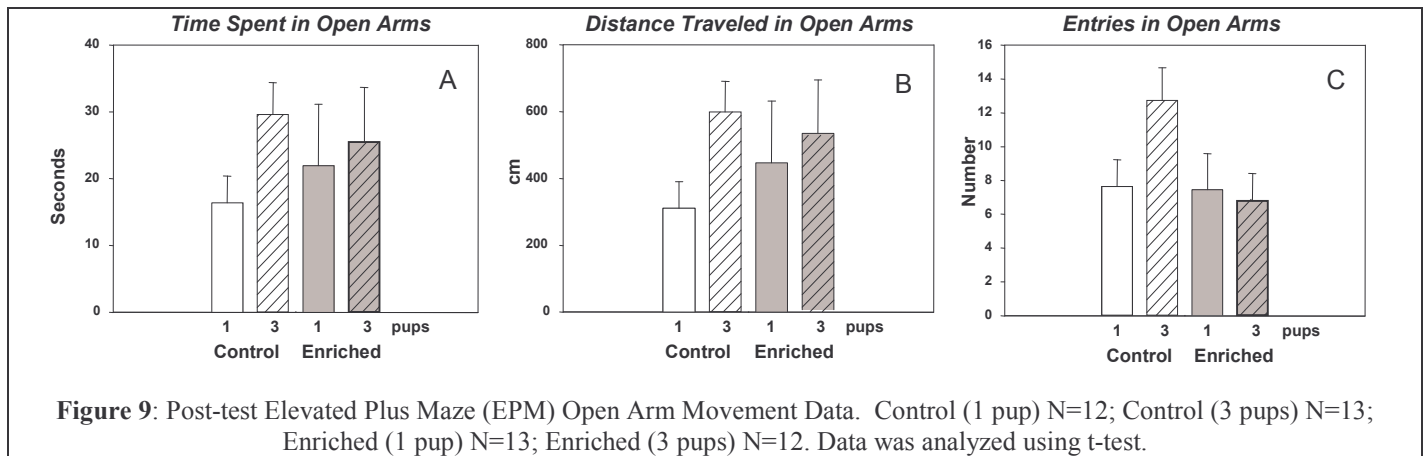 Time Spent in Open Arms
40
30
20
10
0
Seconds
A
1 3 1 3 pups
Control Enriched
Distance Traveled in Open Arms
800
600
400
200
0
cm
B
1 3 1 3 pups
Control Enriched
Entries in Open Arms
16
14
12
10
8
6
4
2
0
Number
C
1 3 1 3 pups
Control Enriched
Figure 9: Post-test Elevated Plus Maze (EPM) Open Arm Movement Data. Control (1 pup) N=12; Control (3 pups) N=13;
Enriched (1 pup) N=13; Enriched (3 pups) N=12. Data was analyzed using t-test.